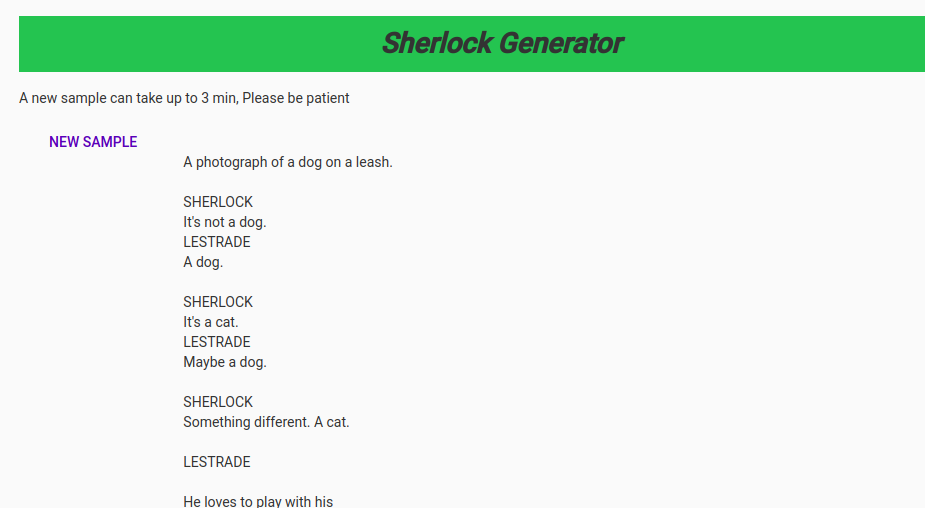 Sherlock Generator
A new sample can take up to 3 min, Please be patient
NEW SAMPLE
A photograph of a dog on a leash.
SHERLOCK
It's not a dog.
LESTRADE
A dog.
SHERLOCK
It's a cat.
LESTRADE
Maybe a dog.
SHERLOCK
Something different. A cat.
LESTRADE
He loves to play with his